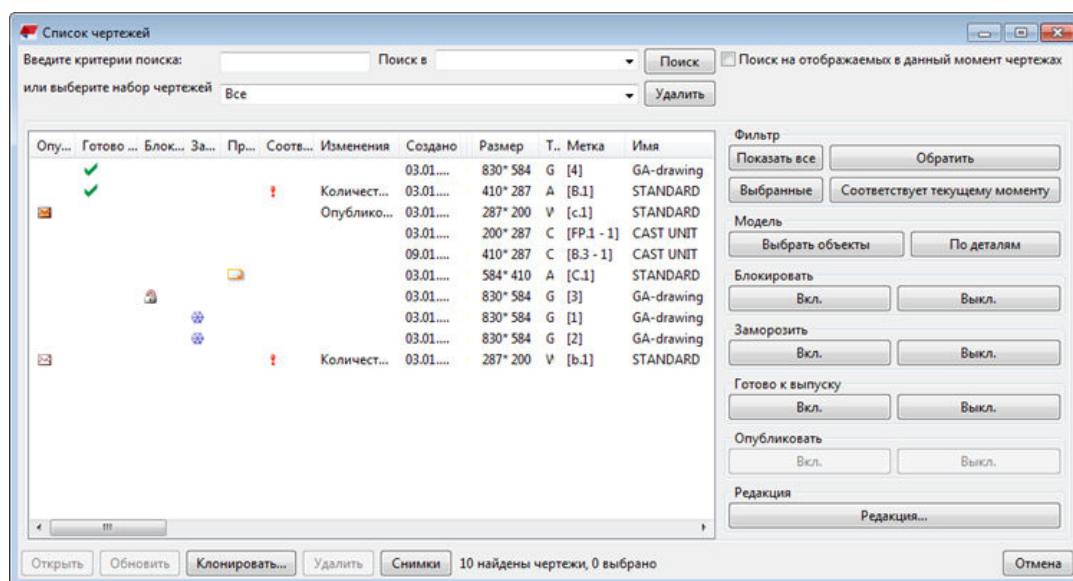 Список чертежей
Введите критерии поиска: Поиск в Поиск Поиск на отображаемых в данный момент чертежах
или выберите набор чертежей Все Удалить
Опу... Готово ... Блок... За... Пр... Соотв... Изменения Создано Размер Т.. Метка Имя
03.01.... 830* 584 G [4] GA-drawing
Количест... 03.01.... 410* 287 A [B.1] STANDARD
Опублико... 03.01.... 287* 200 W [c.1] STANDARD
03.01.... 200* 287 C [FP.1 - 1] CAST UNIT
09.01.... 410* 287 C [B.3 - 1] CAST UNIT
03.01.... 584* 410 A [C.1] STANDARD
03.01.... 830* 584 G [3] GA-drawing
03.01.... 830* 584 G [1] GA-drawing
03.01.... 830* 584 G [2] GA-drawing
Количест... 03.01.... 287* 200 W [b.1] STANDARD
Фильтр
Показать все Обратить
Выбранные Соответствует текущему моменту
Модель
Выбрать объекты По деталям
Блокировать
Вкл. Выкл.
Заморозить
Вкл. Выкл.
Готово к выпуску
Вкл. Выкл.
Опубликовать
Вкл. Выкл.
Редакция
Редакция...
Открыть Обновить Клонировать... Удалить Снимки 10 найдены чертежи, 0 выбрано Отмена